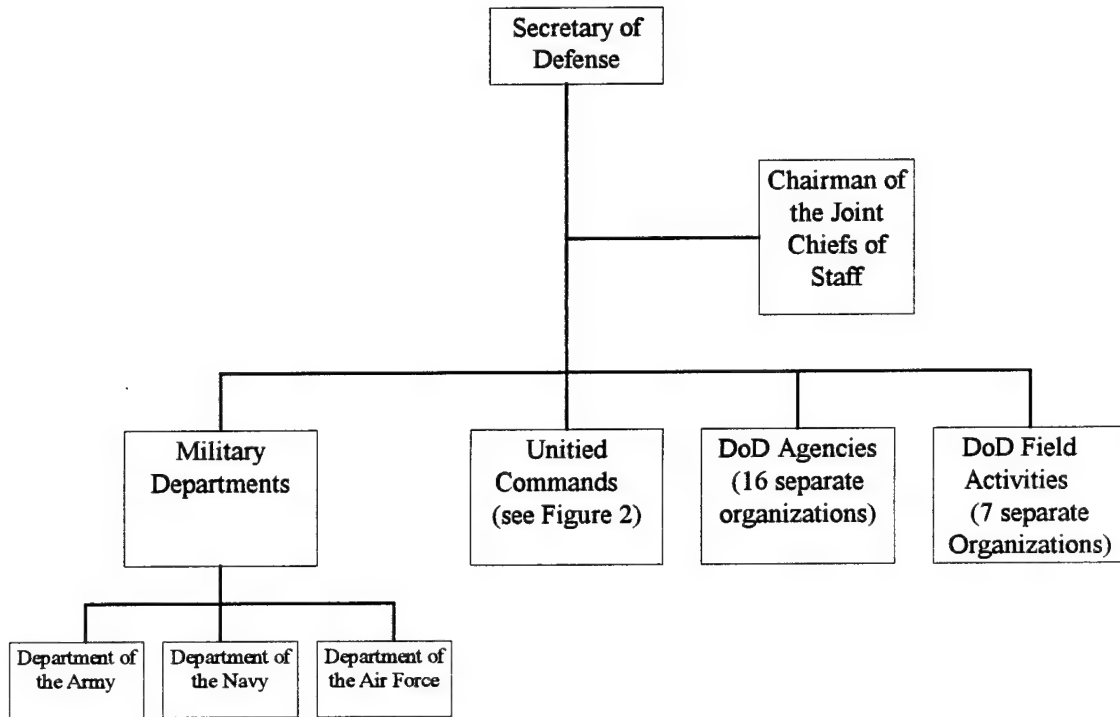 Secretary of
Defense
Chairman of
the Joint
Chiefs of
Staff
Military
Departments
Unitied
Commands
(see Figure 2)
DoD Agencies
(16 separate
organizations)
DoD Field
Activities
(7 separate
Organizations)
Department of
the Army
Department of
the Navy
Department of
the Air Force